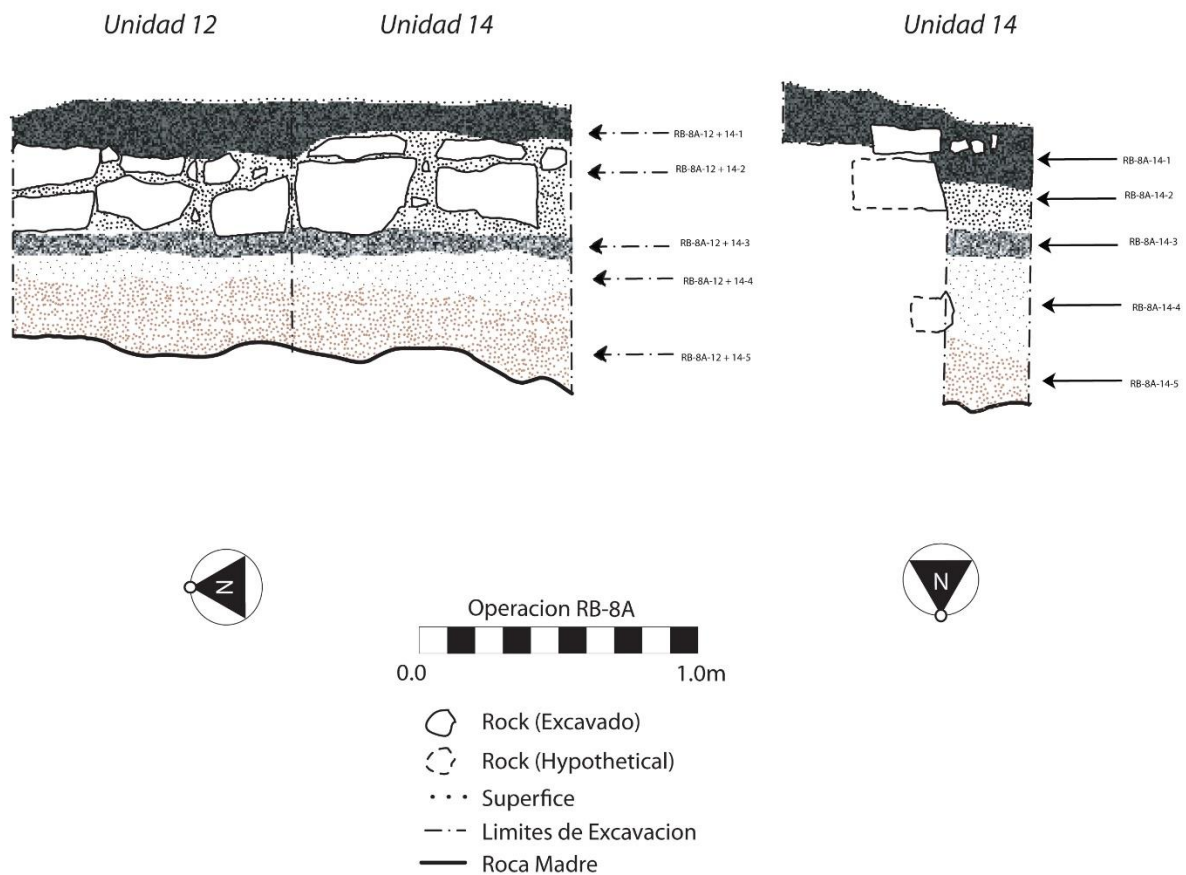 Unidad 12
Unidad 14
RB-8A-12 + 14-1
RB-8A-12 + 14-2
RB-8A-12 + 14-3
RB-8A-12 + 14-4
RB-8A-12 + 14-5
Unidad 14
RB-8A-14-1
RB-8A-14-2
RB-8A-14-3
RB-8A-14-4
RB-8A-14-5
N
N
Operacion RB-8A
0.0
1.0m
Rock (Excavado)
Rock (Hypothetical)
Superfice
Limites de Excavacion
Roca Madre